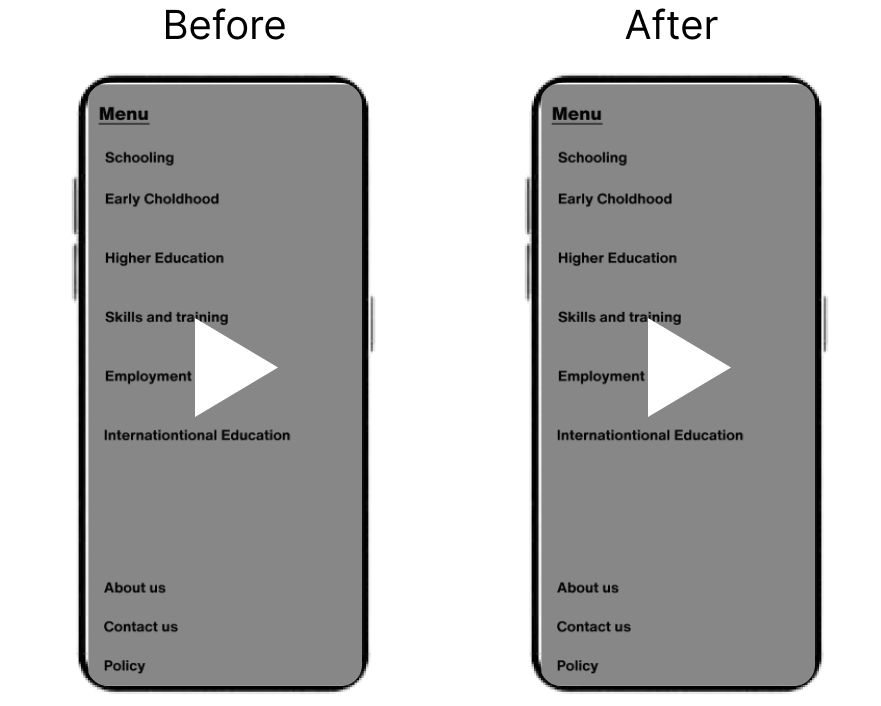 Before
Menu
Schooling
Early Choldhood
Higher Education
Skills and training
Employment
Internationtional Education
About us
Contact us
Policy
After
Menu
Schooling
Early Choldhood
Higher Education
Skills and training
Employment
Internationtional Education
About us
Contact us
Policy